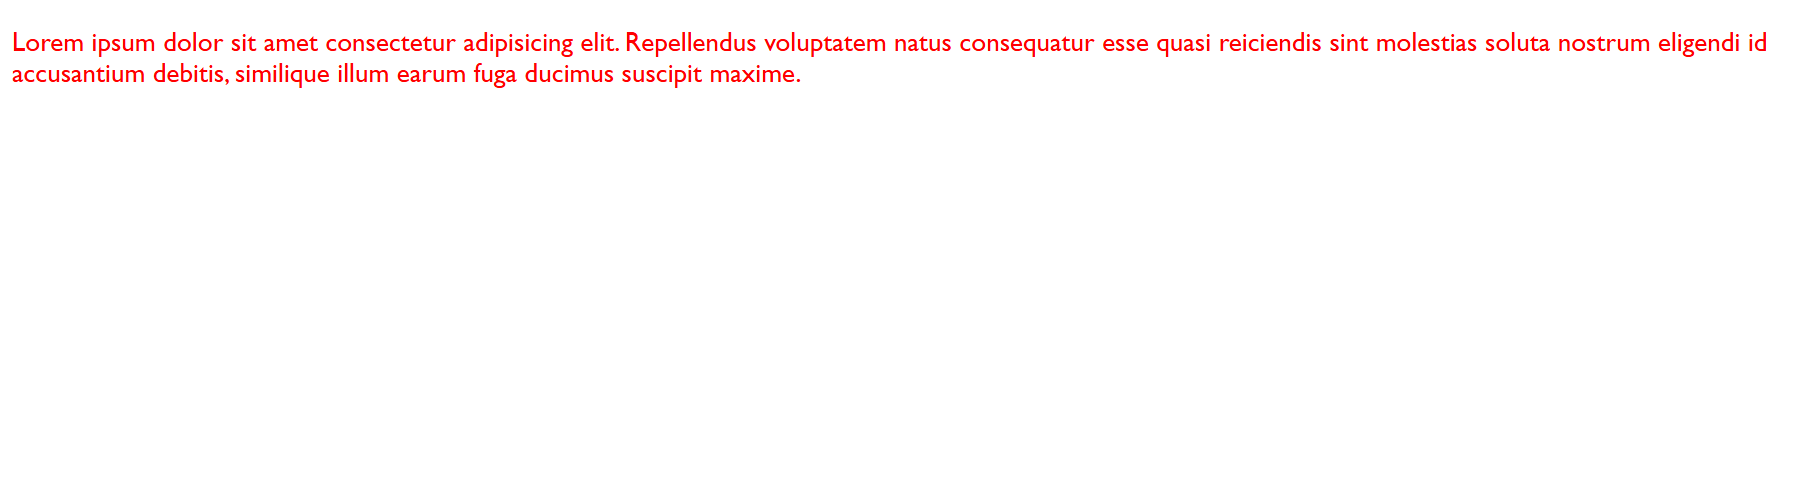 Lorem ipsum dolor sit amet consectetur adipisicing elit. Repellendus voluptatem natus consequatur esse quasi reiciendis sint molestias soluta nostrum eligendi id
accusantium debitis, similique illum earum fuga ducimus suscipit maxime.